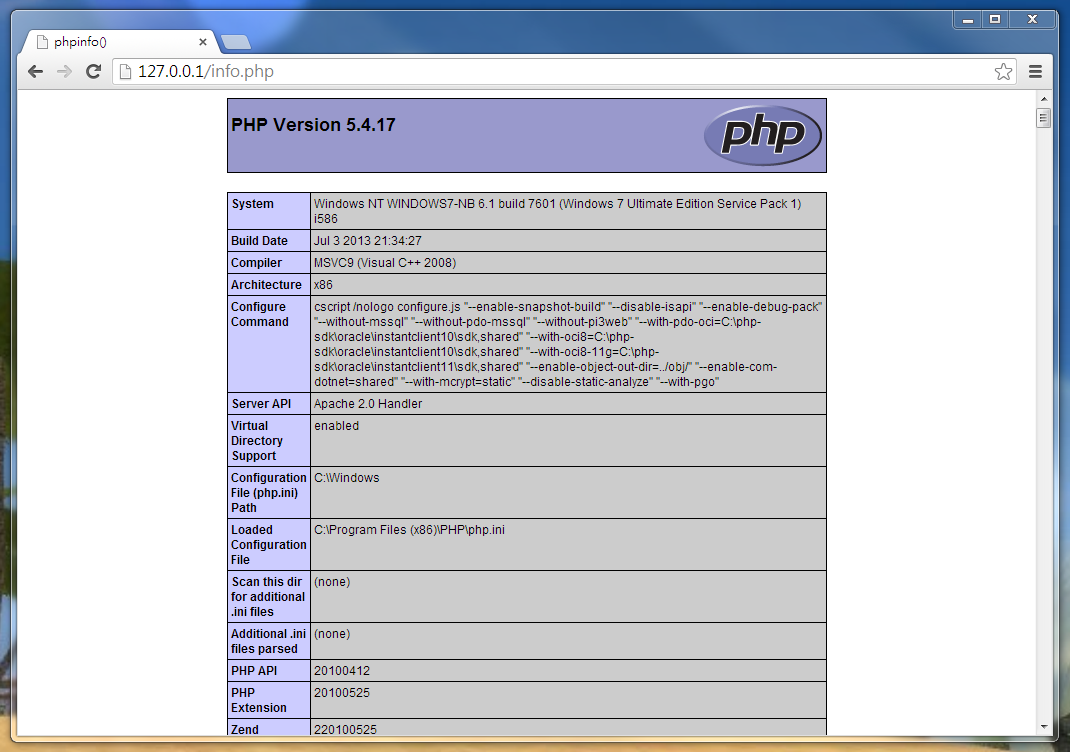 phpinfo()
127.0.0.1/info.php
PHP Version 5.4.17
php
System
Windows NT WINDOWS7-NB 6.1 build 7601 (Windows 7 Ultimate Edition Service Pack 1)
i586
Build Date
Jul 3 2013 21:34:27
Compiler
MSVC9 (Visual C++ 2008)
Architecture
x86
Configure
Command
cscript /nologo configure.js "--enable-snapshot-build" "--disable-isapi" "--enable-debug-pack"
"--without-mssql" "--without-pdo-mssql" "--without-pi3web" "--with-pdo-oci=C:\php-
sdk\oracle\instantclient10\sdk,shared" "--with-oci8=C:\php-
sdk\oracle\instantclient10\sdk,shared" "--with-oci8-11g=C:\php-
sdk\oracle\instantclient11\sdk,shared" "--enable-object-out-dir=../obj/" "--enable-com-
dotnet=shared" "--with-mcrypt=static" "--disable-static-analyze" "--with-pgo"
Server API
Apache 2.0 Handler
Virtual
Directory
Support
enabled
Configuration
File (php.ini)
Path
C:\Windows
Loaded
Configuration
File
C:\Program Files (x86)\PHP\php.ini
Scan this dir
for additional
.ini files
(none)
Additional .ini
files parsed
(none)
PHP API
20100412
PHP
Extension
20100525
Zend
220100525